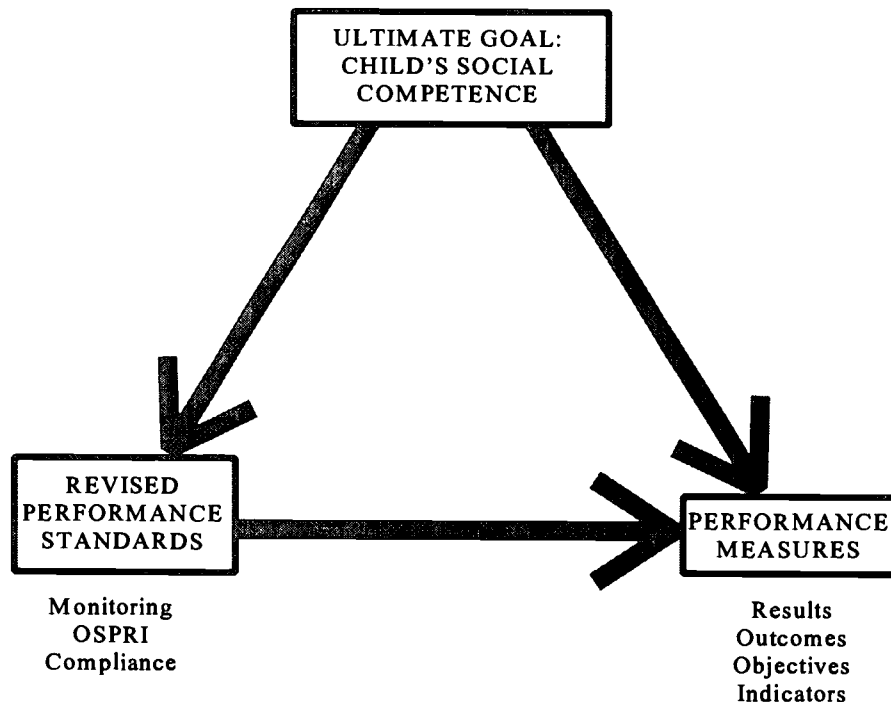 ULTIMATE GOAL:
CHILD'S SOCIAL
COMPETENCE
REVISED
PERFORMANCE
STANDARDS
Monitoring
OSPRI
Compliance
PERFORMANCE
MEASURES
Results
Outcomes
Objectives
Indicators